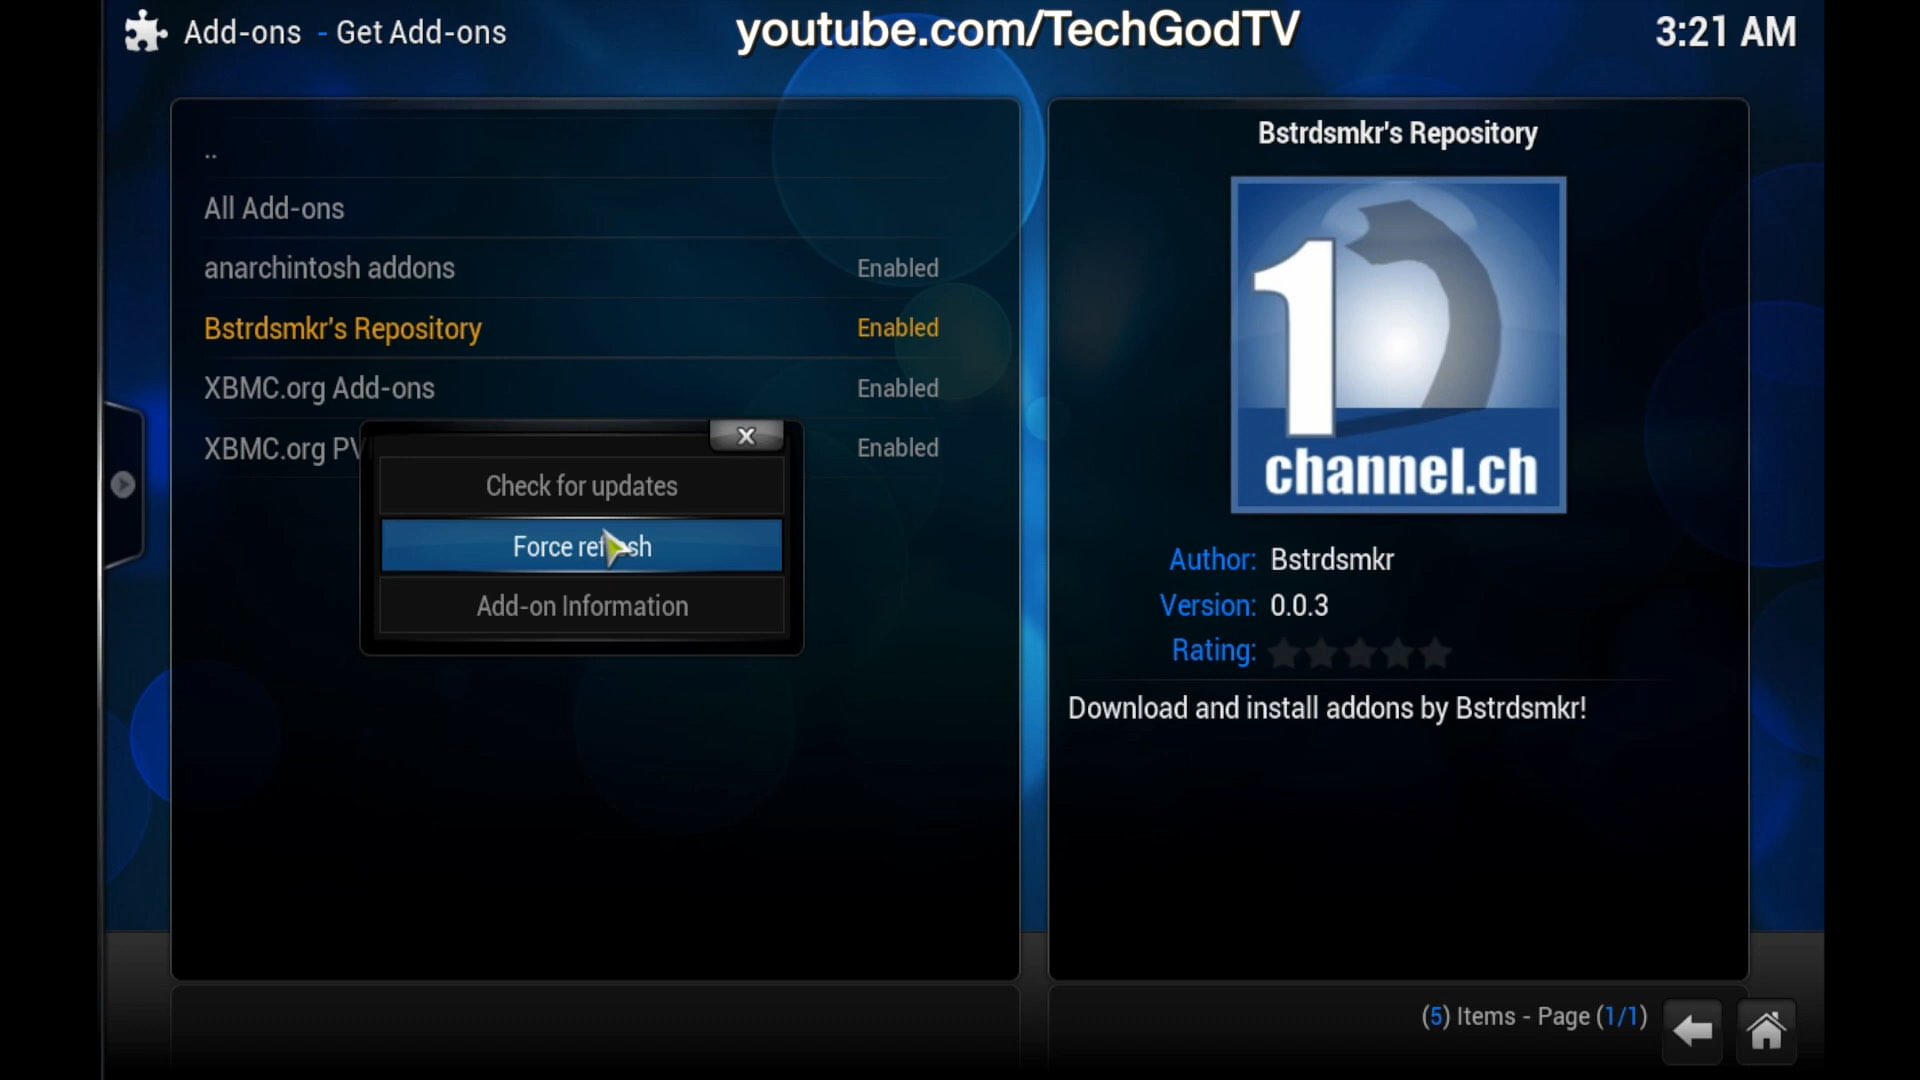 Add-ons - Get Add-ons
youtube.com/TechGodTV
3:21 AM
..
All Add-ons
anarchintosh addons Enabled
Bstrdsmkr's Repository Enabled
XBMC.org Add-ons Enabled
XBMC.org PV Enabled
X
Check for updates
Force refresh
Add-on Information
Bstrdsmkr's Repository
1
channel.ch
Author: Bstrdsmkr
Version: 0.0.3
Rating:
Download and install addons by Bstrdsmkr!
(5) Items - Page (1/1)